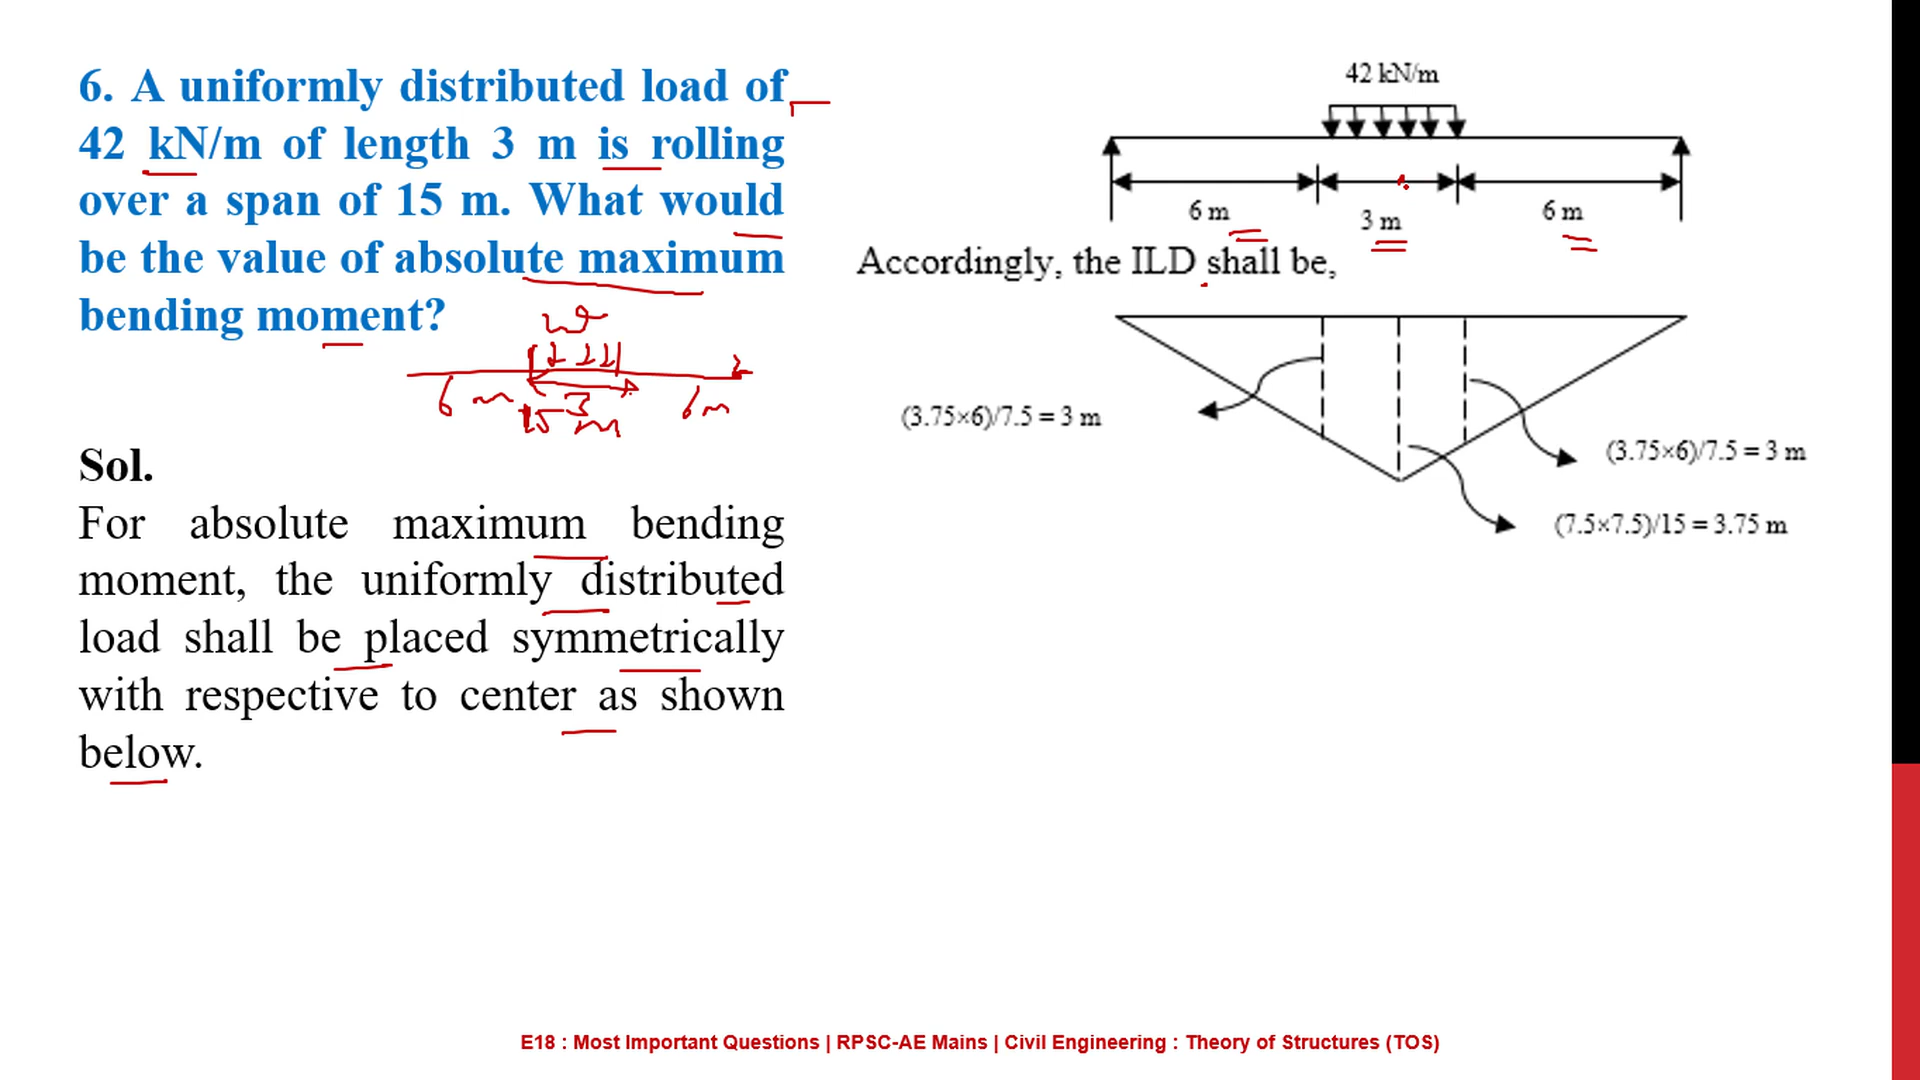 6. A uniformly distributed load of
42 kN/m of length 3 m is rolling
over a span of 15 m. What would
be the value of absolute maximum
bending moment?
w
6 m
15-3
m
6m
Sol.
For absolute maximum bending
moment, the uniformly distributed
load shall be placed symmetrically
with respective to center as shown
below.
42 kN/m
6 m
3 m
6 m
Accordingly, the ILD shall be,
(3.75×6)/7.5 = 3 m
(3.75×6)/7.5 = 3 m
(7.5×7.5)/15 = 3.75 m
E18 : Most Important Questions | RPSC-AE Mains | Civil Engineering : Theory of Structures (TOS)